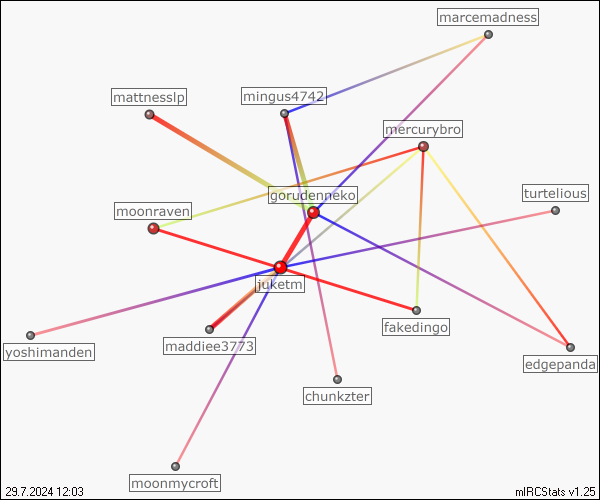 marcemadness
mattnesslp
mingus4742
mercurybro
gorudenneko
turtelious
moonraven
juketm
fakedingo
yoshimanden
maddiee3773
edgepanda
chunkzter
moonmycroft
29.7.2024 12:03
mIRCStats v1.25